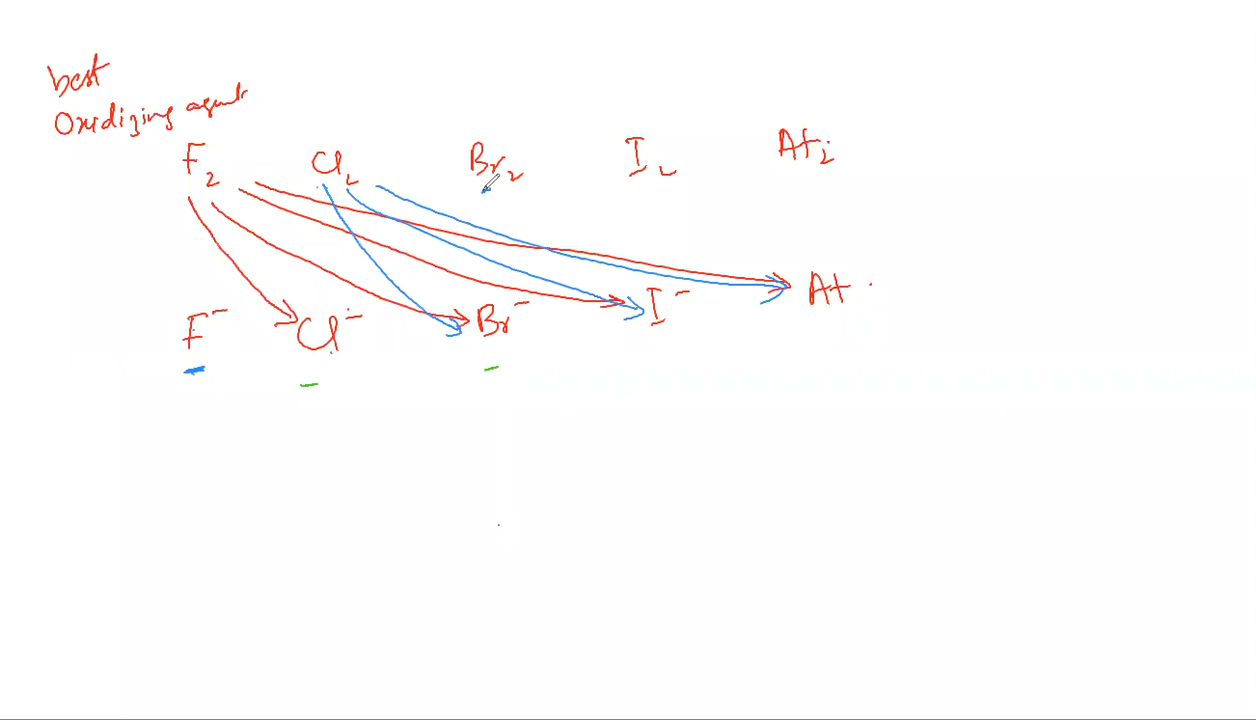 best
Oxidizing agent
F₂ Cl₂ Br₂ I₂ At₂
F⁻ Cl⁻ Br⁻ I⁻ At